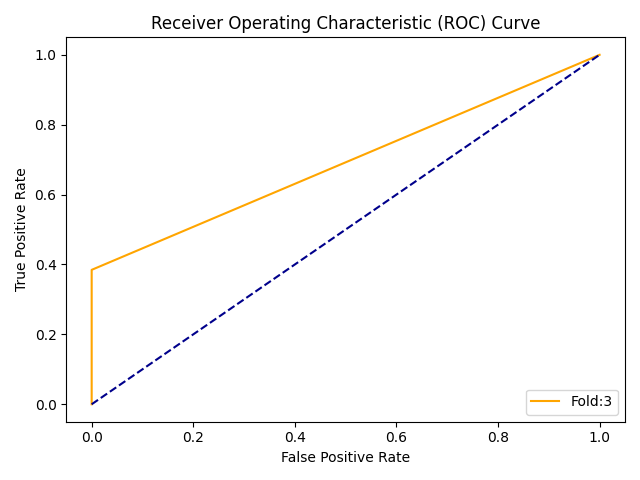 Receiver Operating Characteristic (ROC) Curve
1.0
0.8
0.6
0.4
0.2
0.0
True Positive Rate
0.0 0.2 0.4 0.6 0.8 1.0
False Positive Rate
Fold:3